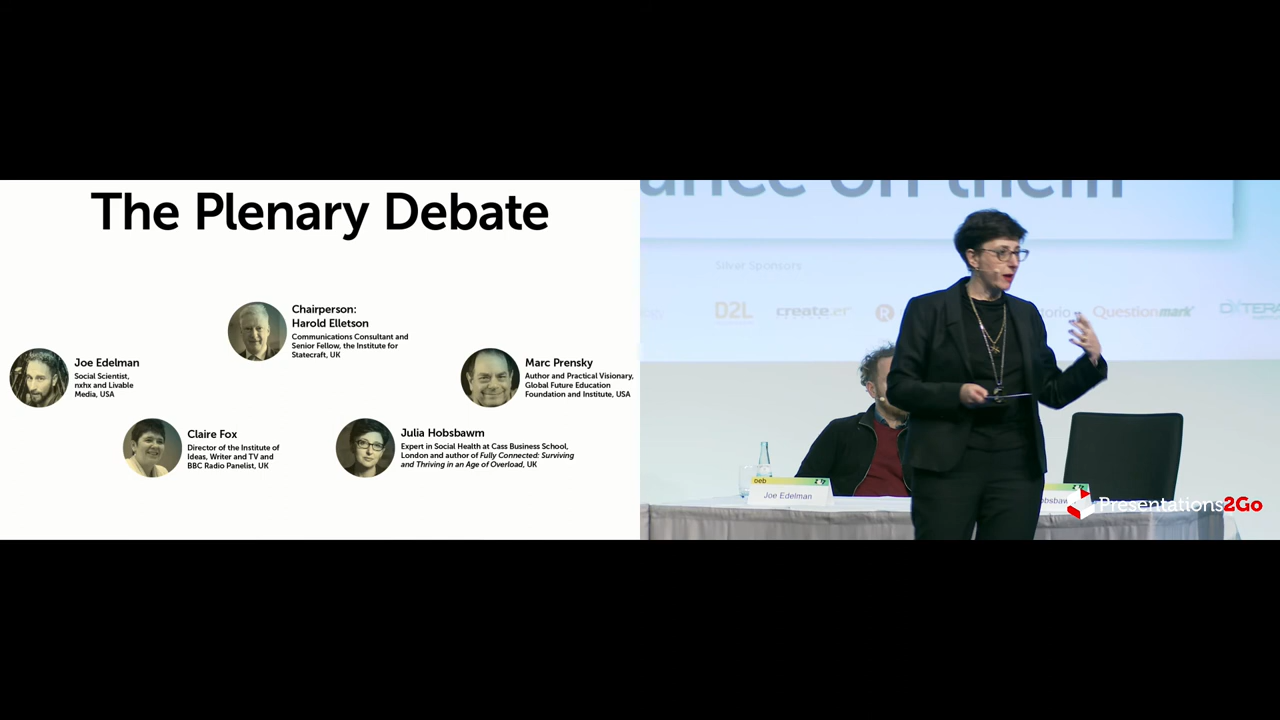 The Plenary Debate
Chairperson:
Harold Elletson
Communications Consultant and
Senior Fellow, the Institute for
Statecraft, UK
Joe Edelman
Social Scientist,
nxhx and Livable
Media, USA
Marc Prensky
Author and Practical Visionary,
Global Future Education
Foundation and Institute, USA
Claire Fox
Director of the Institute of
Ideas, Writer and TV and
BBC Radio Panelist, UK
Julia Hobsbawm
Expert in Social Health at Cass Business School,
London and author of Fully Connected: Surviving
and Thriving in an Age of Overload, UK
on them
Silver Sponsors
D2L
Questionmark
oeb
Joe Edelman
Presentations2Go